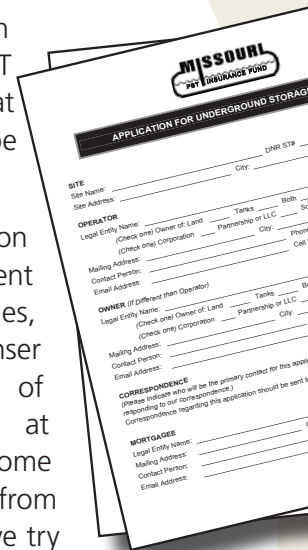 T
at
be
on
ent
es,
nser
of
at
ome
from
ve try
MISSOURI
PST INSURANCE FUND
APPLICATION FOR UNDERGROUND STORAGE
DNR ST#
SITE
Site Name:
City:
Site Address:
OPERATOR
Legal Entity Name:
(Check one) Owner of: Land Tanks Both
(Check one) Corporation Partnership or LLC
Mailing Address: City:
Contact Person: Phone
Email Address: Cell
OWNER (If Different than Operator)
Legal Entity Name:
(Check one) Owner of: Land Tanks
(Check one) Corporation Partnership or LLC
Mailing Address: City:
Contact Person:
Email Address:
CORRESPONDENCE
(Please indicate who will be the primary contact for this appli
responding to our correspondence.)
Correspondence regarding this application should be sent t
MORTGAGEE
Legal Entity Name:
Mailing Address:
Contact Person:
Email Address: